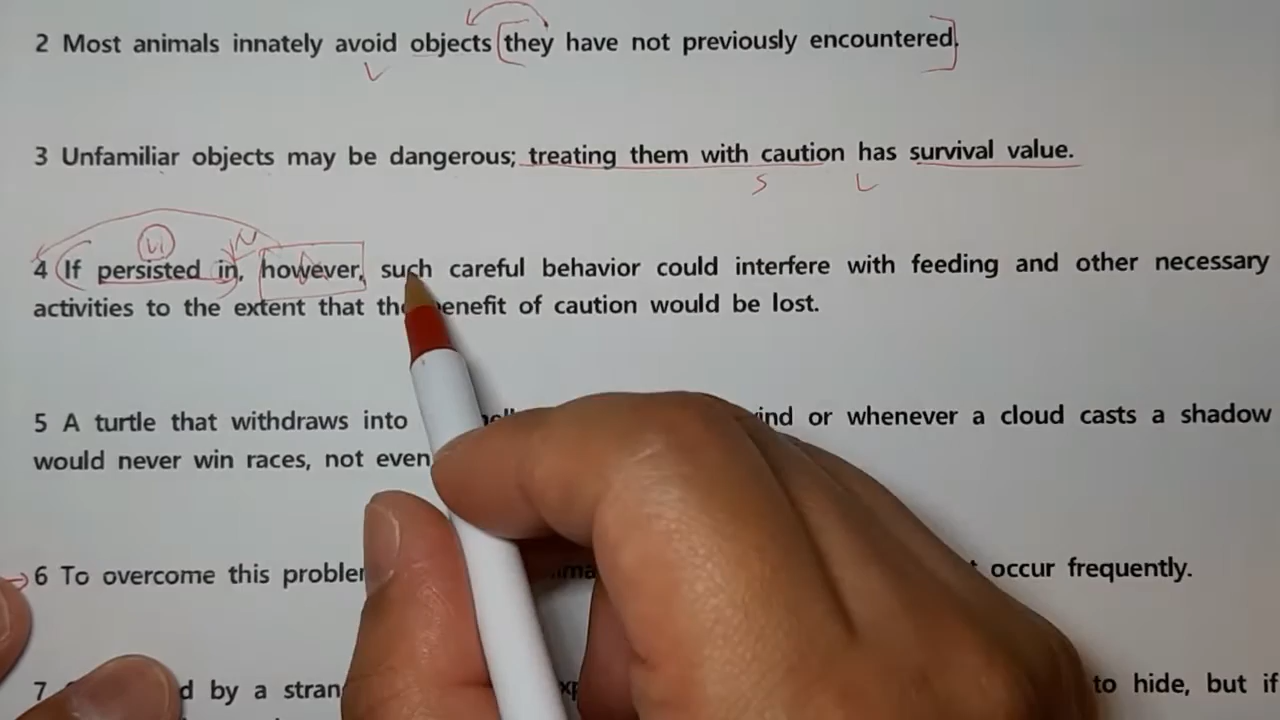 2 Most animals innately avoid objects [they have not previously encountered].
V
3 Unfamiliar objects may be dangerous; treating them with caution has survival value.
S V
4 (If persisted in, however, such careful behavior could interfere with feeding and other necessary
activities to the extent that the benefit of caution would be lost.
5 A turtle that withdraws into or whenever a cloud casts a shadow
would never win races, not even
6 To overcome this problem occur frequently.
7 by a to hide, but if